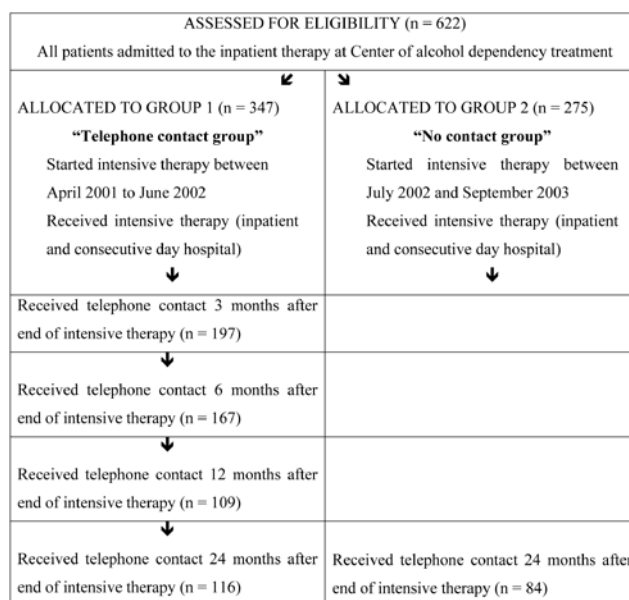 ASSESSED FOR ELIGIBILITY (n = 622)
All patients admitted to the inpatient therapy at Center of alcohol dependency treatment
ALLOCATED TO GROUP 1 (n = 347)
“Telephone contact group”
Started intensive therapy between
April 2001 to June 2002
Received intensive therapy (inpatient
and consecutive day hospital)
ALLOCATED TO GROUP 2 (n = 275)
“No contact group”
Started intensive therapy between
July 2002 and September 2003
Received intensive therapy (inpatient
and consecutive day hospital)
Received telephone contact 3 months after
end of intensive therapy (n = 197)
Received telephone contact 6 months after
end of intensive therapy (n = 167)
Received telephone contact 12 months after
end of intensive therapy (n = 109)
Received telephone contact 24 months after
end of intensive therapy (n = 116)
Received telephone contact 24 months after
end of intensive therapy (n = 84)